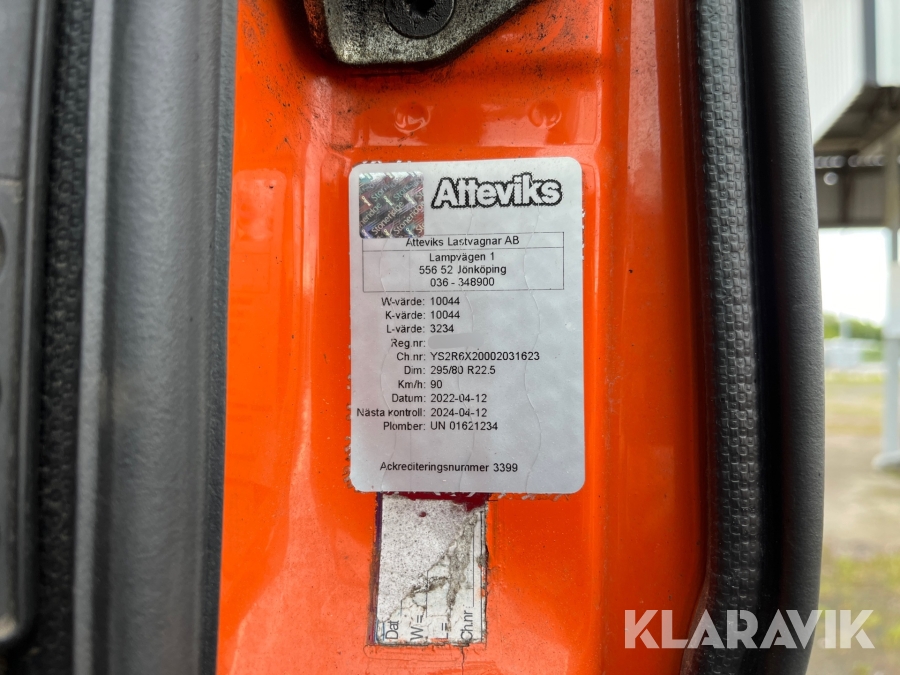 Atteviks
Atteviks Lastvagnar AB
Lampvägen 1
556 52 Jönköping
036 - 348900
W-värde: 10044
K-värde: 10044
L-värde: 3234
Reg.nr:
Ch.nr: YS2R6X20002031623
Dim: 295/80 R22.5
Km/h: 90
Datum: 2022-04-12
Nästa kontroll: 2024-04-12
Plomber: UN 01621234
Ackrediteringsnummer 3399
Dat
W =
L =
Ch.nr
KLARAVIK